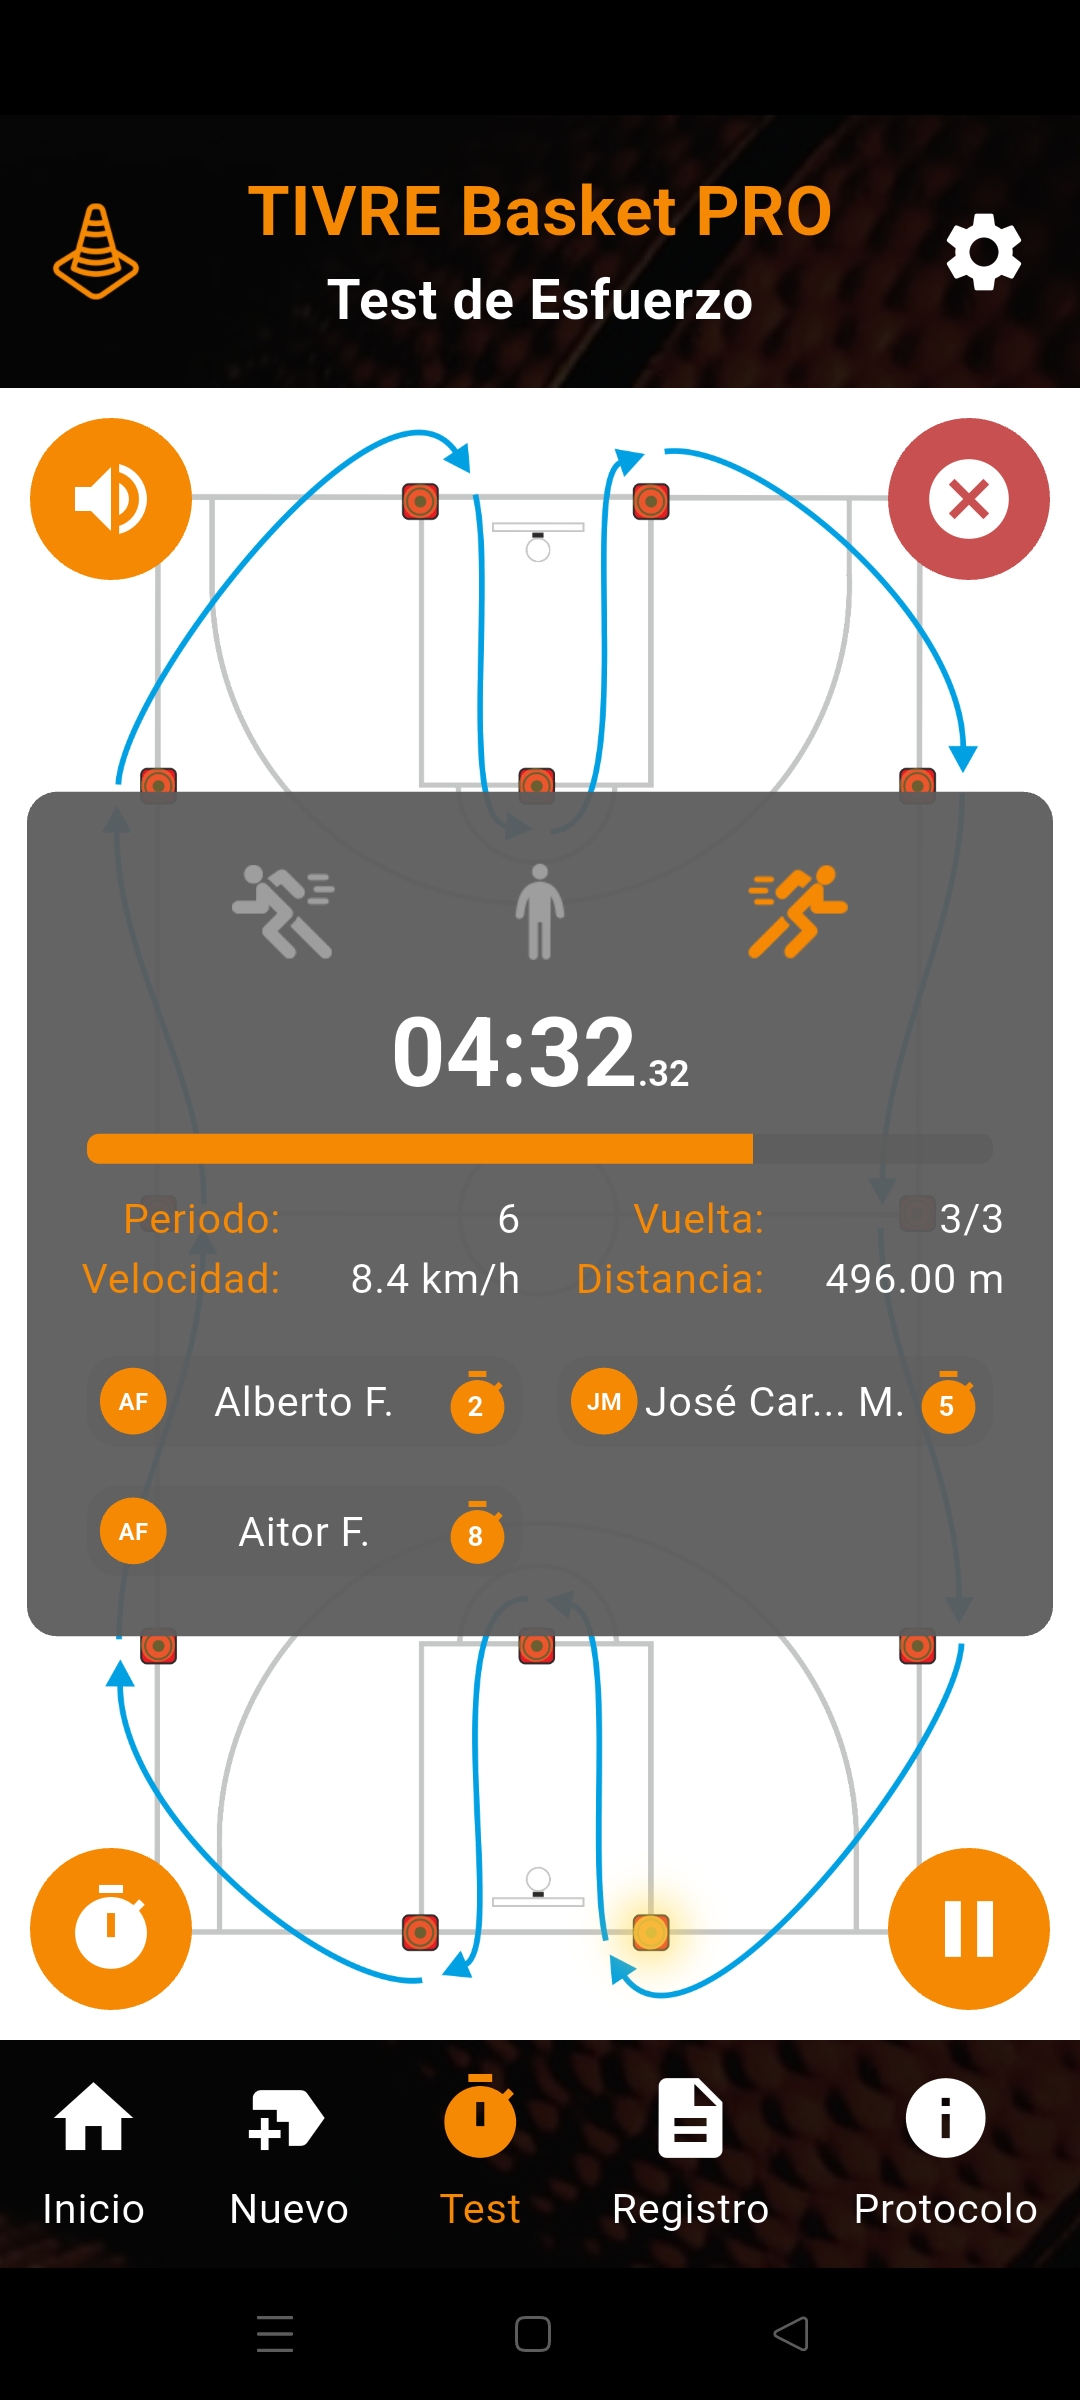 TIVRE Basket PRO
Test de Esfuerzo
04:32.32
Periodo: 6 Vuelta: 3/3
Velocidad: 8.4 km/h Distancia: 496.00 m
AF Alberto F. 2 JM José Car... M. 5
AF Aitor F. 8
Inicio Nuevo Test Registro Protocolo